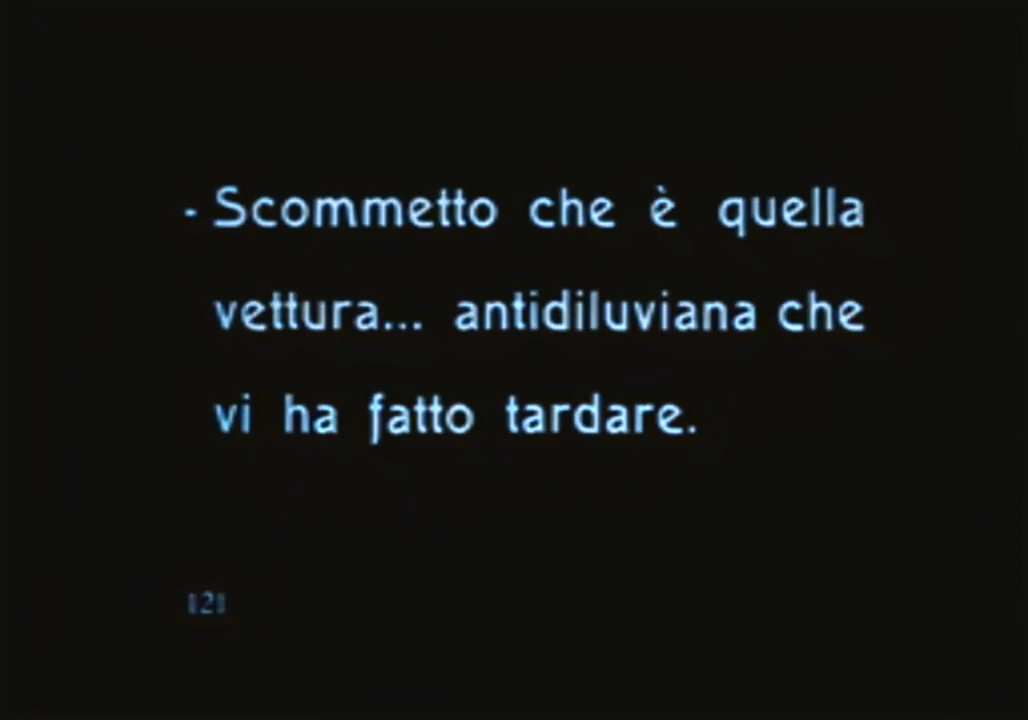 - Scommetto che è quella
vettura... antidiluviana che
vi ha fatto tardare.
121